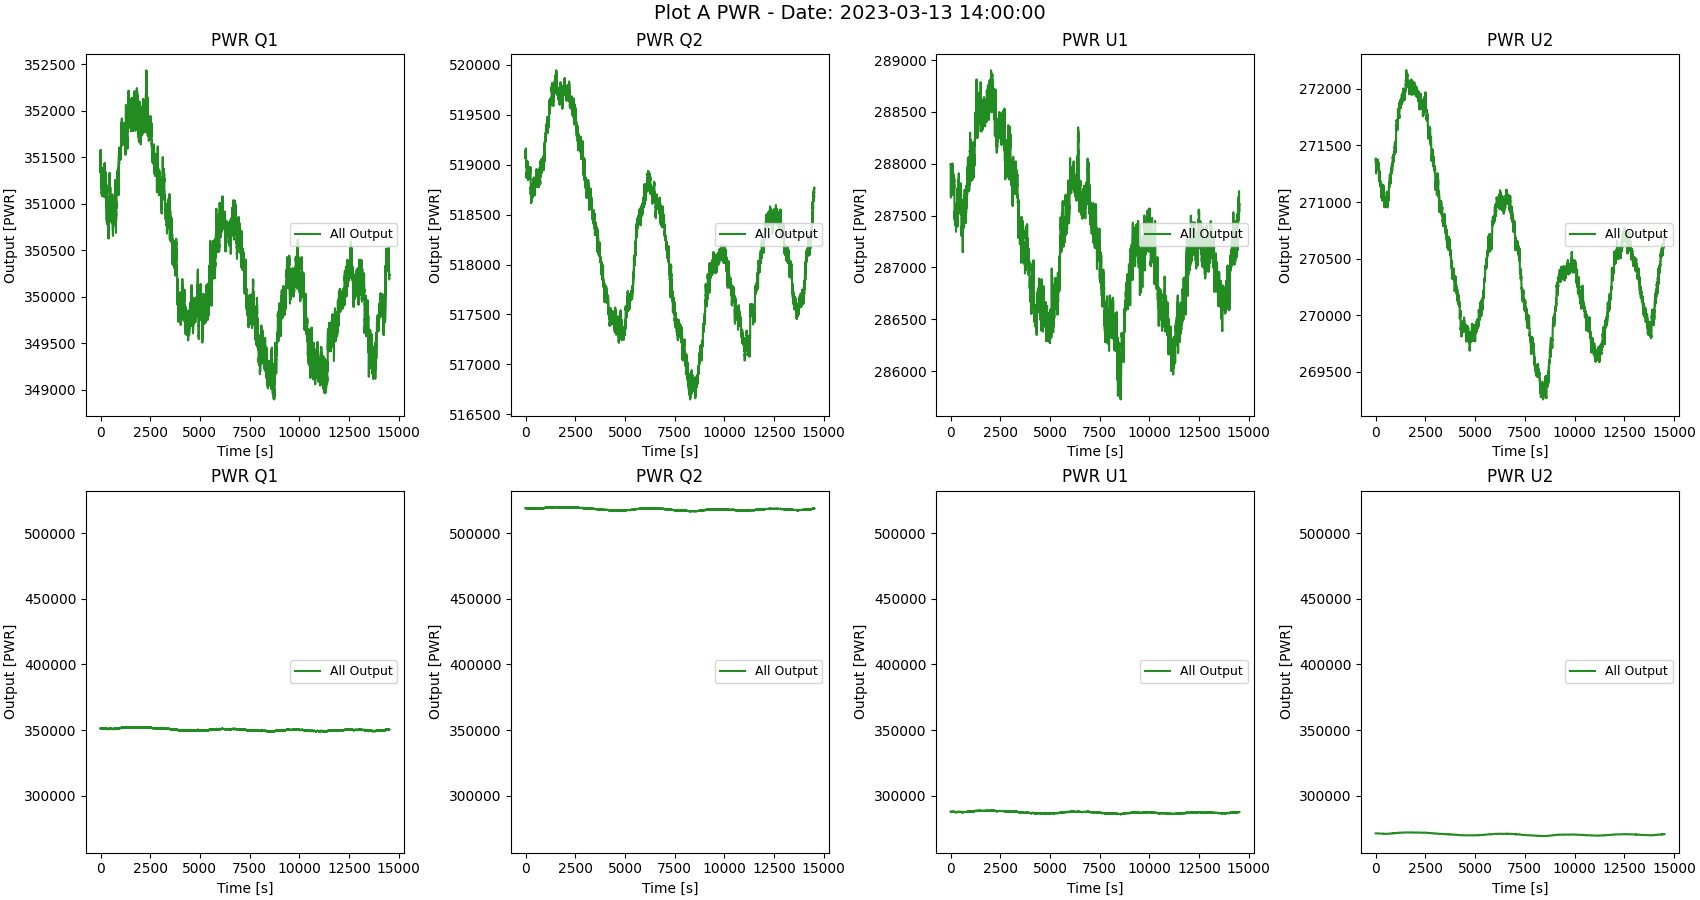 Plot A PWR - Date: 2023-03-13 14:00:00
PWR Q1
352500
352000
351500
351000
350500
350000
349500
349000
Output [PWR]
0 2500 5000 7500 10000 12500 15000
Time [s]
All Output
PWR Q2
520000
519500
519000
518500
518000
517500
517000
516500
Output [PWR]
0 2500 5000 7500 10000 12500 15000
Time [s]
All Output
PWR U1
289000
288500
288000
287500
287000
286500
286000
Output [PWR]
0 2500 5000 7500 10000 12500 15000
Time [s]
All Output
PWR U2
272000
271500
271000
270500
270000
269500
Output [PWR]
0 2500 5000 7500 10000 12500 15000
Time [s]
All Output
PWR Q1
500000
450000
400000
350000
300000
Output [PWR]
0 2500 5000 7500 10000 12500 15000
Time [s]
All Output
PWR Q2
500000
450000
400000
350000
300000
Output [PWR]
0 2500 5000 7500 10000 12500 15000
Time [s]
All Output
PWR U1
500000
450000
400000
350000
300000
Output [PWR]
0 2500 5000 7500 10000 12500 15000
Time [s]
All Output
PWR U2
500000
450000
400000
350000
300000
Output [PWR]
0 2500 5000 7500 10000 12500 15000
Time [s]
All Output